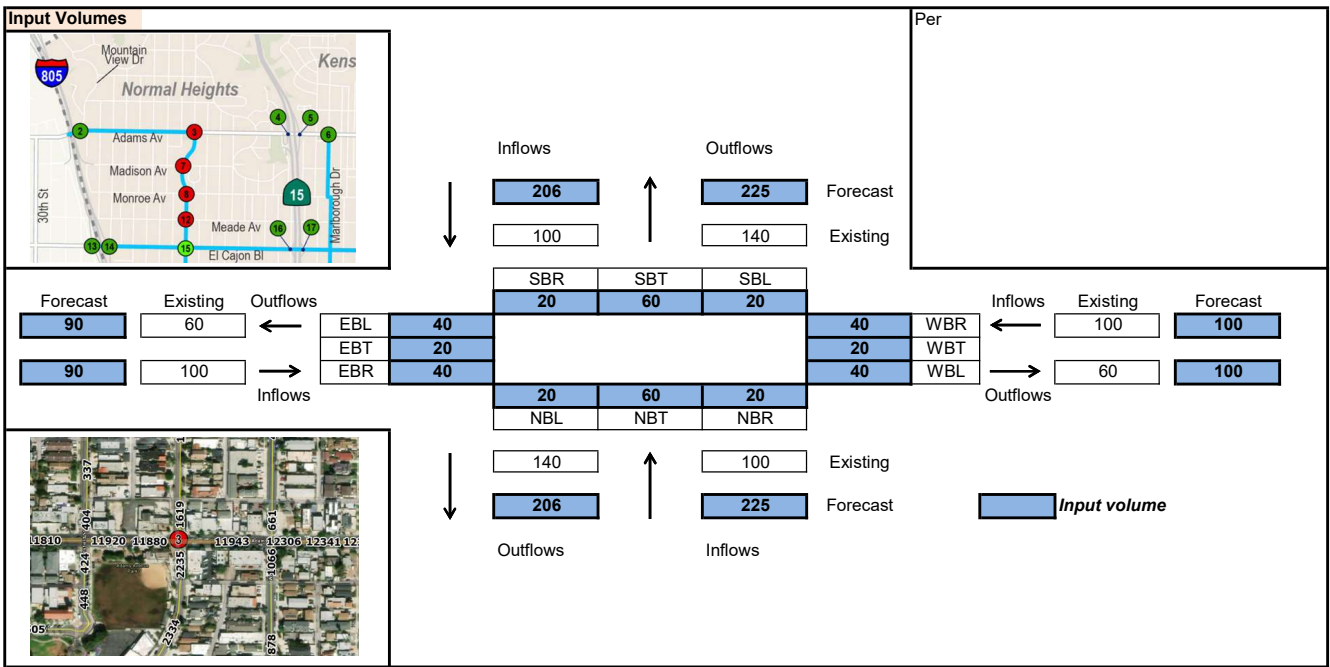 Input Volumes
Per
Mountain
View Dr
Kens
805
Normal Heights
2
3
4
5
6
Adams Av
Madison Av
7
Monroe Av
8
15
30th St
12
Meade Av
16
17
Marlborough Dr
13
14
15
El Cajon Bl
Inflows Outflows
206 225 Forecast
100 140 Existing
SBR SBT SBL
20 60 20
Forecast Existing Outflows
90 60 EBL 40
EBT 20
90 100 EBR 40
Inflows
Inflows Existing Forecast
40 WBR 100 100
20 WBT
40 WBL 60 100
Outflows
20 60 20
NBL NBT NBR
140 100 Existing
206 225 Forecast
Outflows Inflows
Input volume
337
404
424
448
1619
661
11810 11920 11880 3 11943 12306 12341
2235
1066
2334
878
05